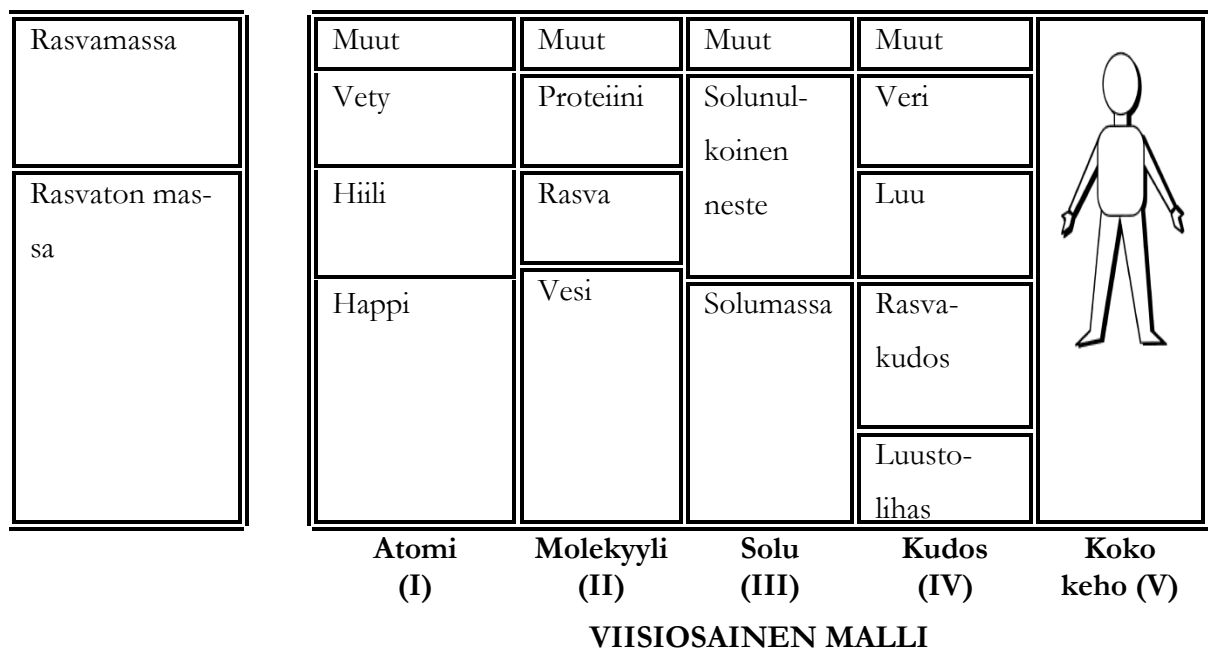 Rasvamassa
Rasvaton mas-
sa
Muut
Vety
Hiili
Happi
Atomi
(I)
Muut
Proteiini
Rasva
Vesi
Molekyyli
(II)
Muut
Solunul-
koinen
neste
Solumassa
Solu
(III)
Muut
Veri
Luu
Rasva-
kudos
Luusto-
lihas
Kudos
(IV)
Koko
keho (V)
VIISIOSAINEN MALLI